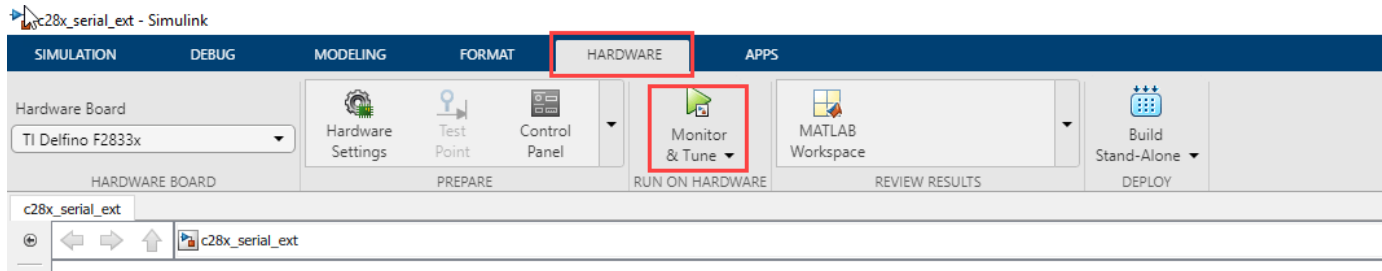 c28x_serial_ext - Simulink
SIMULATION DEBUG MODELING FORMAT HARDWARE APPS
Hardware Board
TI Delfino F2833x
Hardware
Settings
Test
Point
Control
Panel
Monitor
& Tune
MATLAB
Workspace
Build
Stand-Alone
HARDWARE BOARD PREPARE RUN ON HARDWARE REVIEW RESULTS DEPLOY
c28x_serial_ext
c28x_serial_ext